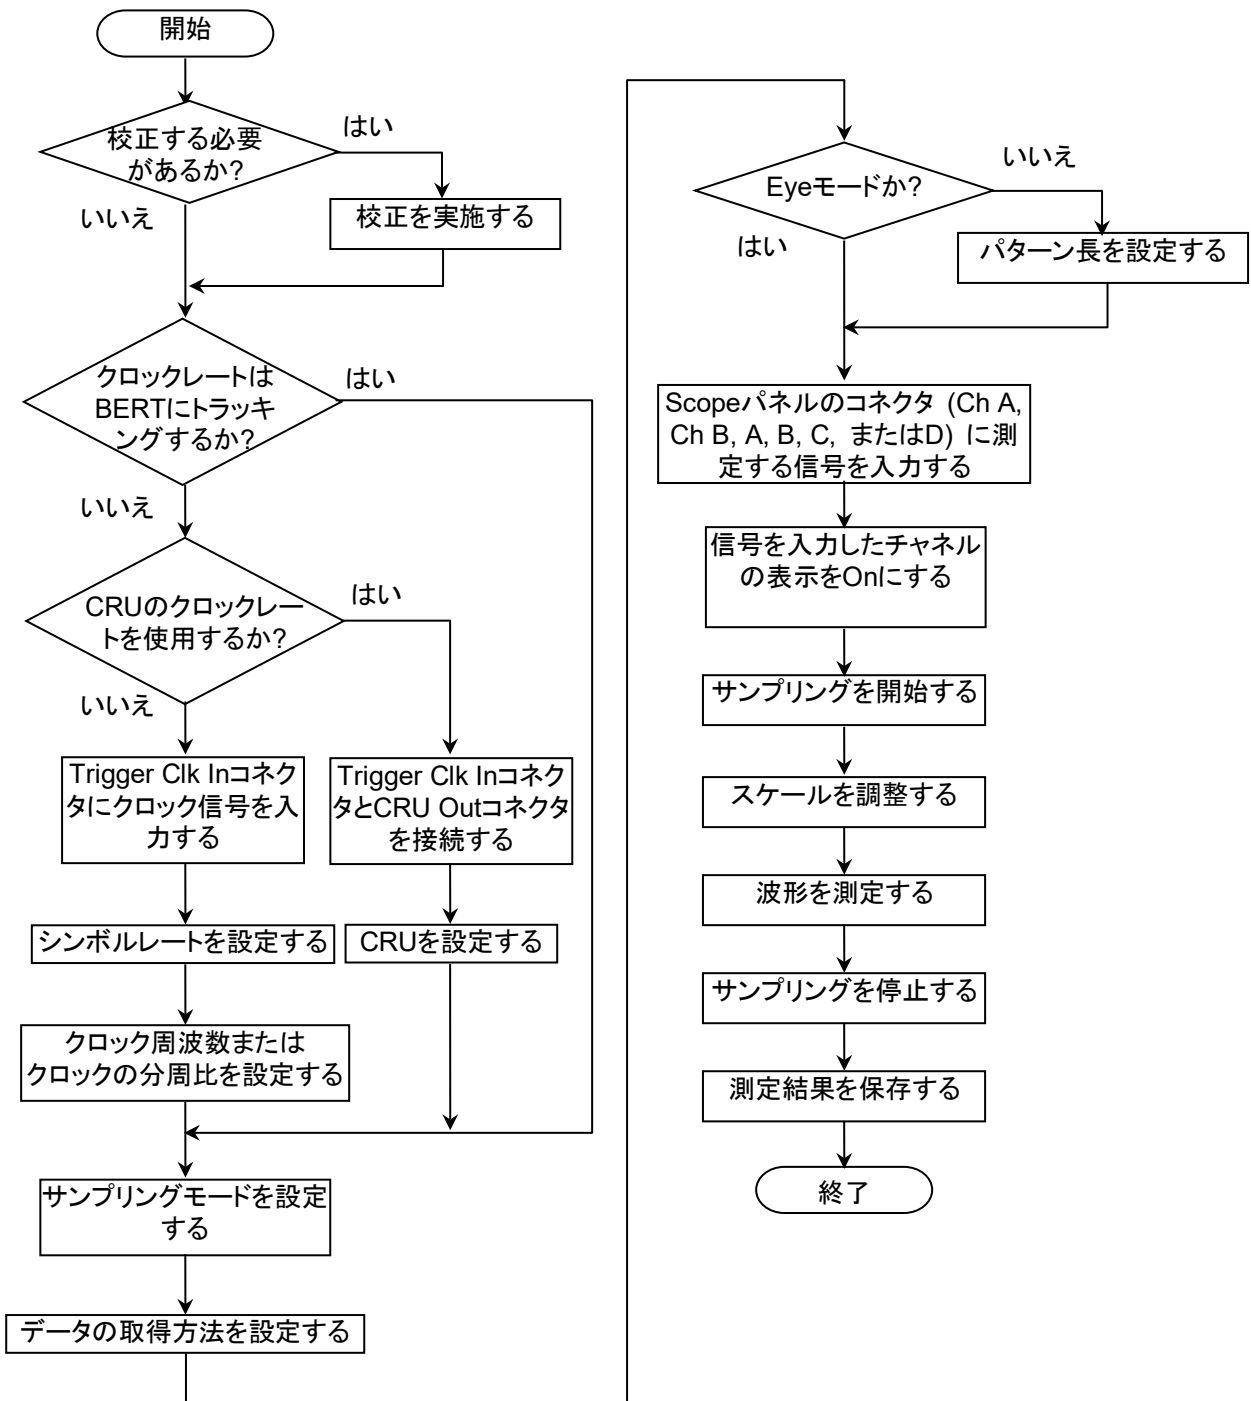 開始
校正する必要
があるか?
はい
いいえ
校正を実施する
クロックレートは
BERTにトラッキ
ングするか?
はい
いいえ
CRUのクロックレー
トを使用するか?
はい
いいえ
Trigger Clk Inコネク
タにクロック信号を入
力する
Trigger Clk Inコネク
タとCRU Outコネクタ
を接続する
シンボルレートを設定する
CRUを設定する
クロック周波数または
クロックの分周比を設定する
サンプリングモードを設定
する
データの取得方法を設定する
Eyeモードか?
いいえ
はい
パターン長を設定する
Scopeパネルのコネクタ (Ch A,
Ch B, A, B, C, またはD) に測
定する信号を入力する
信号を入力したチャネル
の表示をOnにする
サンプリングを開始する
スケールを調整する
波形を測定する
サンプリングを停止する
測定結果を保存する
終了